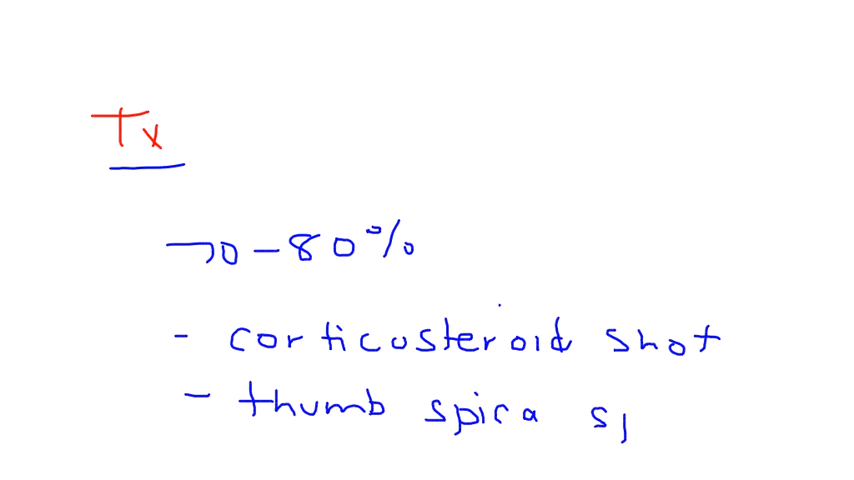 Tx
70-80%
- corticosteroid shot
- thumb spica